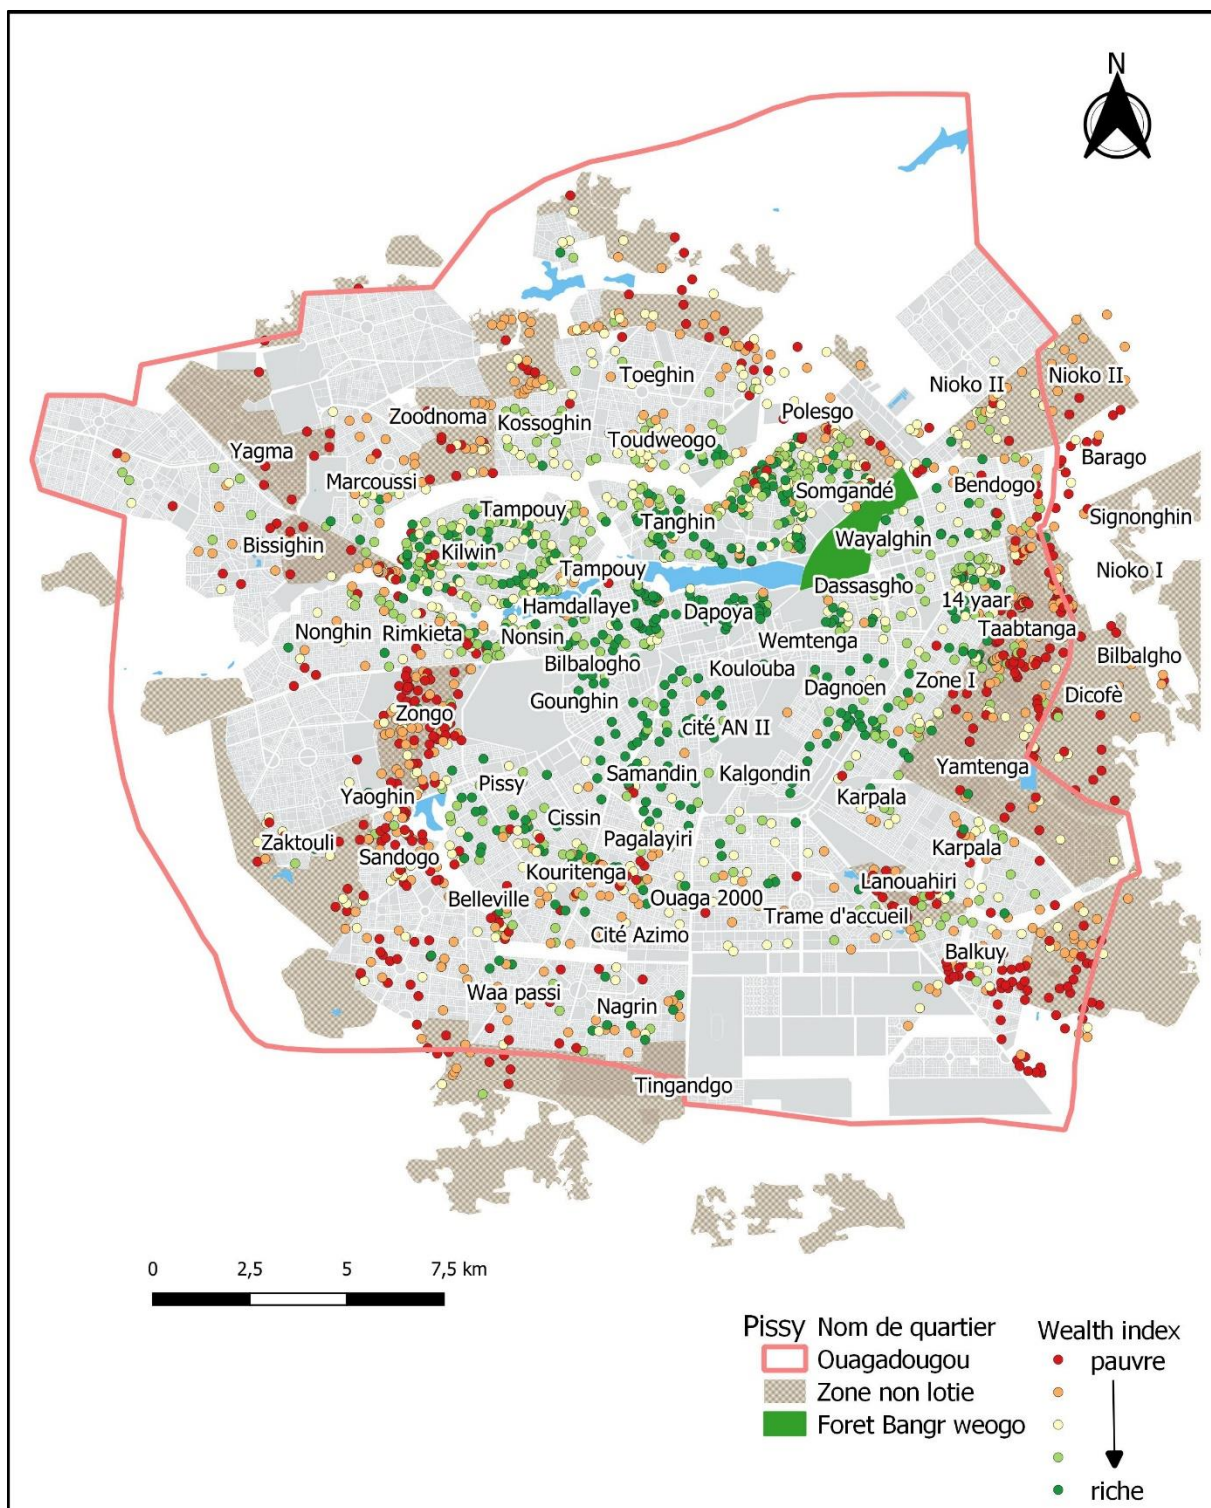 N
Toeghin
Nioko II
Nioko II
Zoodnoma
Kossoghin
Polesgo
Toudweogo
Yagma
Barago
Marcoussi
Somgandé
Bendogo
Tampouy
Tanghin
Signonghin
Bissighin
Kilwin
Wayalghin
Tampouy
Nioko I
Dassasgho
Hamdallaye
Dapoya
14 yaar
Nonghin
Rimkieta
Nonsin
Wemtenga
Taabtanga
Bilbalogho
Koulouba
Bilbalgho
Gounghin
Dagnoën
Zone I
Dicofè
Zongo
cité AN II
Pissy
Samandin
Kalgondin
Yamtenga
Yaoghin
Cissin
Karpala
Zaktouli
Sandogo
Pagalayiri
Karpala
Kouritenga
Lanouahiri
Belleville
Ouaga 2000
Trame d'accueil
Cité Azimo
Balkuy
Waa passi
Nagrin
Tingandgo
0 2,5 5 7,5 km
Pissy Nom de quartier
Ouagadougou
Zone non lotie
Foret Bangr weogo
Wealth index
pauvre
riche